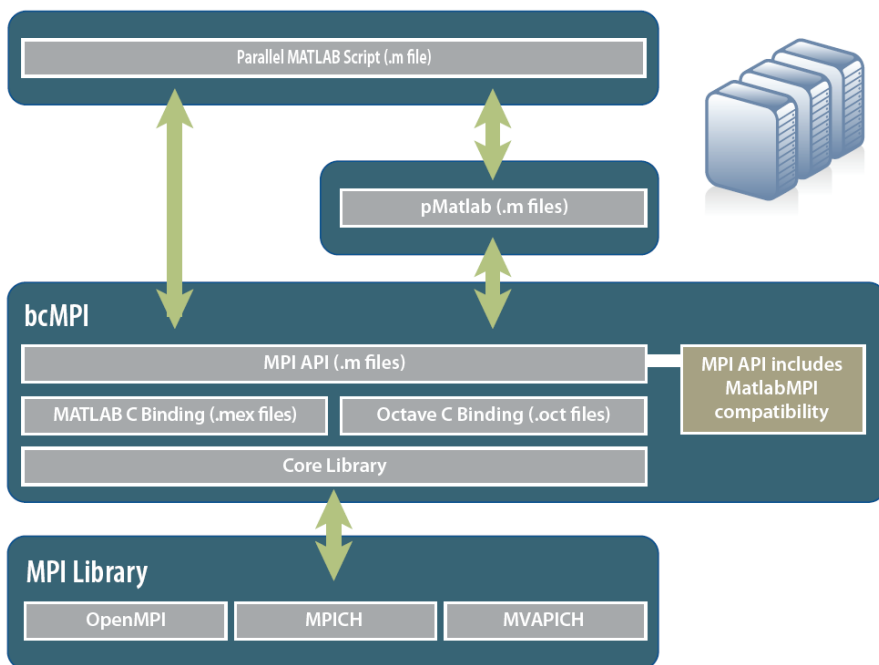 Parallel MATLAB Script (.m file)
pMatlab (.m files)
bcMPI
MPI API (.m files)
MPI API includes
MatlabMPI
compatibility
MATLAB C Binding (.mex files)
Octave C Binding (.oct files)
Core Library
MPI Library
OpenMPI
MPICH
MVAPICH